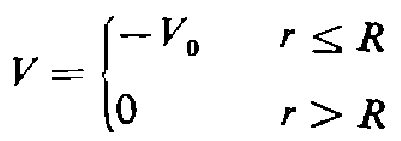 V = { −V₀ r ≤ R
0 r > R